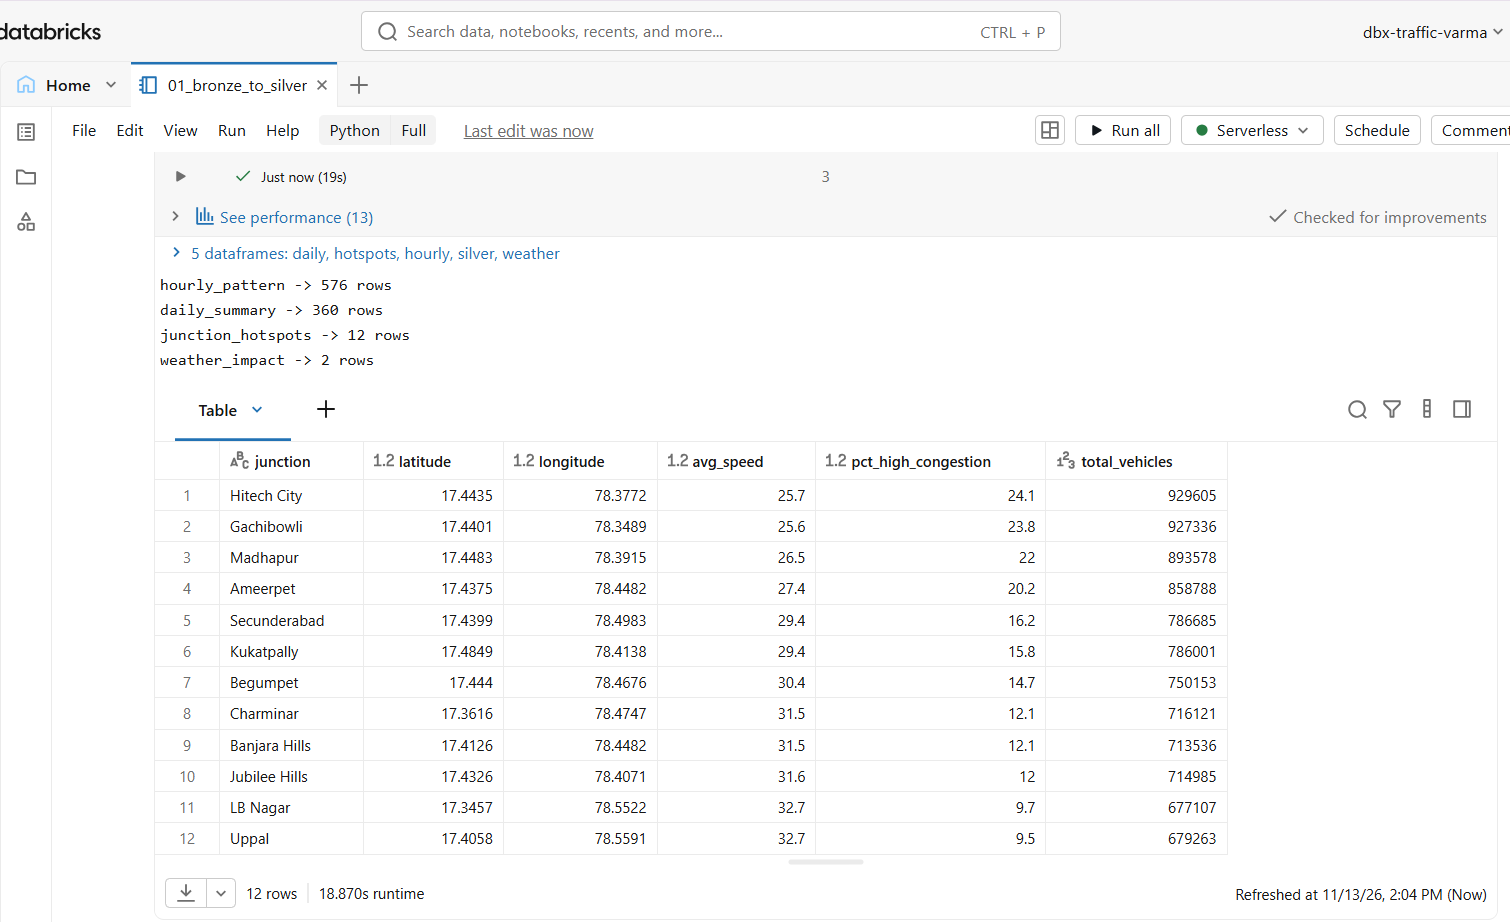 databricks
Search data, notebooks, recents, and more... CTRL + P
dbx-traffic-varma
Home 01_bronze_to_silver
File Edit View Run Help Python Full Last edit was now Run all Serverless Schedule
Just now (19s) 3
See performance (13) Checked for improvements
5 dataframes: daily, hotspots, hourly, silver, weather
hourly_pattern -> 576 rows
daily_summary -> 360 rows
junction_hotspots -> 12 rows
weather_impact -> 2 rows
Table
junction 1.2 latitude 1.2 longitude 1.2 avg_speed 1.2 pct_high_congestion total_vehicles
1 Hitech City 17.4435 78.3772 25.7 24.1 929605
2 Gachibowli 17.4401 78.3489 25.6 23.8 927336
3 Madhapur 17.4483 78.3915 26.5 22 893578
4 Ameerpet 17.4375 78.4482 27.4 20.2 858788
5 Secunderabad 17.4399 78.4983 29.4 16.2 786685
6 Kukatpally 17.4849 78.4138 29.4 15.8 786001
7 Begumpet 17.444 78.4676 30.4 14.7 750153
8 Charminar 17.3616 78.4747 31.5 12.1 716121
9 Banjara Hills 17.4126 78.4482 31.5 12.1 713536
10 Jubilee Hills 17.4326 78.4071 31.6 12 714985
11 LB Nagar 17.3457 78.5522 32.7 9.7 677107
12 Uppal 17.4058 78.5591 32.7 9.5 679263
12 rows 18.870s runtime
Refreshed at 11/13/26, 2:04 PM (Now)